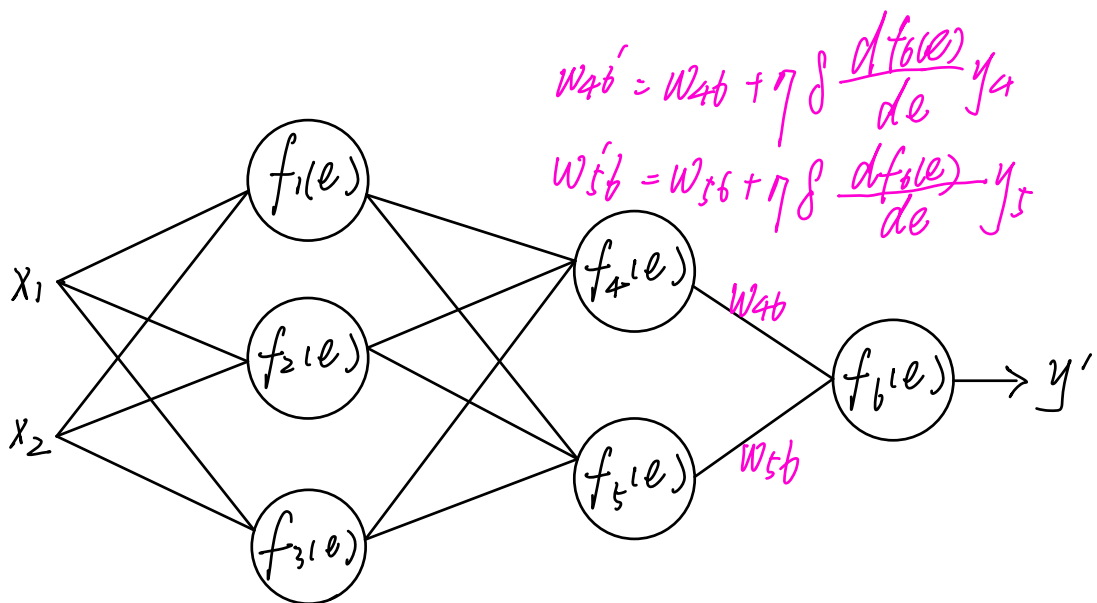 w₄₆' = w₄₆ + η δ df₆(e)/de y₄
w₅₆' = w₅₆ + η δ df₆(e)/de y₅
f₁(e)
f₄(e)
x₁
w₄₆
f₂(e)
f₆(e) → y'
x₂
w₅₆
f₅(e)
f₃(e)